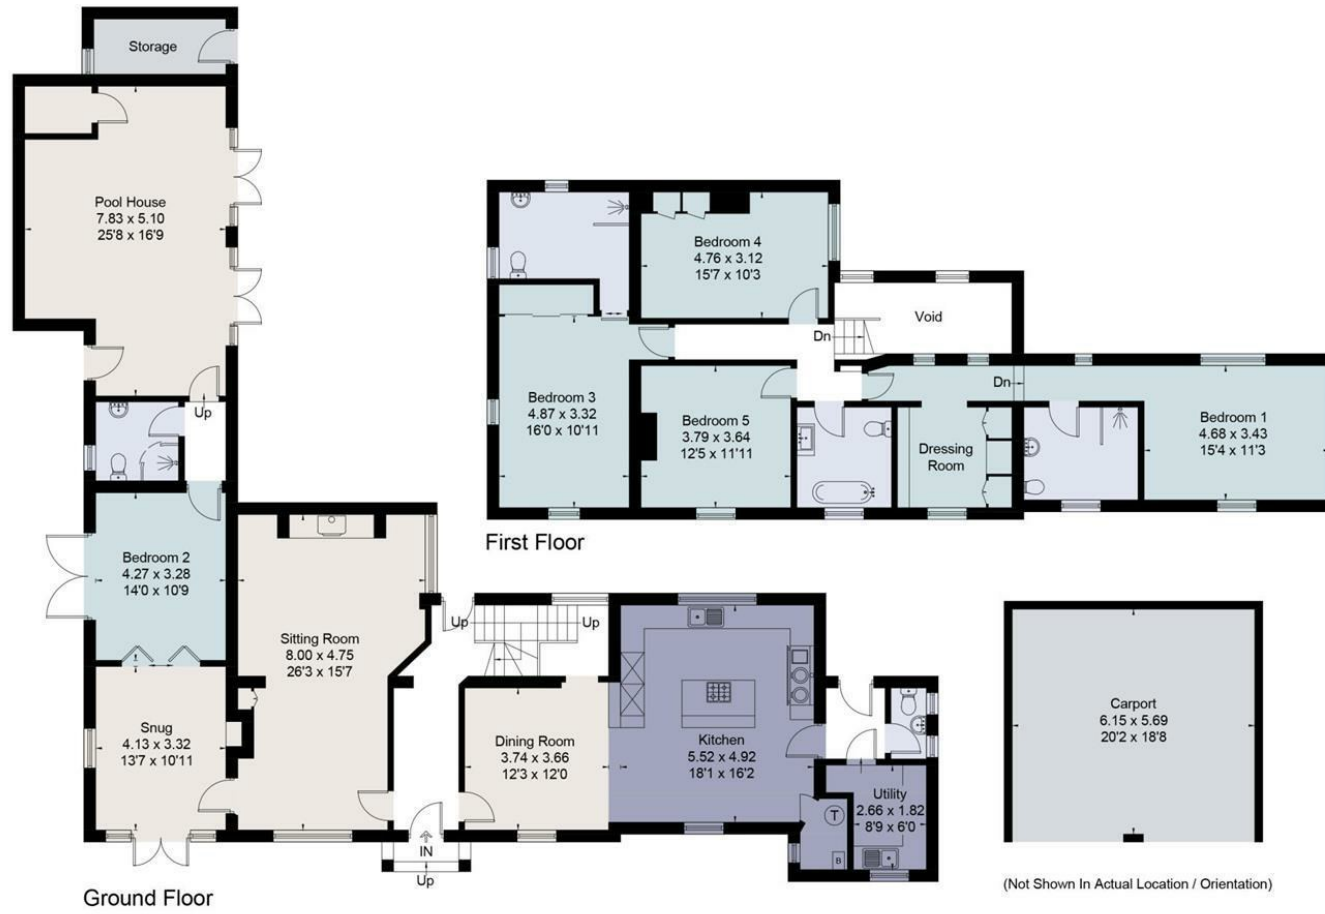 Storage
Pool House
7.83 x 5.10
25'8 x 16'9
Up
Bedroom 2
4.27 x 3.28
14'0 x 10'9
Snug
4.13 x 3.32
13'7 x 10'11
Sitting Room
8.00 x 4.75
26'3 x 15'7
Up
Up
Dining Room
3.74 x 3.66
12'3 x 12'0
Kitchen
5.52 x 4.92
18'1 x 16'2
Utility
2.66 x 1.82
8'9 x 6'0
T
B
IN
Up
Ground Floor
Bedroom 4
4.76 x 3.12
15'7 x 10'3
Void
Dn
Bedroom 3
4.87 x 3.32
16'0 x 10'11
Bedroom 5
3.79 x 3.64
12'5 x 11'11
Dn
Dressing
Room
Bedroom 1
4.68 x 3.43
15'4 x 11'3
First Floor
Carport
6.15 x 5.69
20'2 x 18'8
(Not Shown In Actual Location / Orientation)